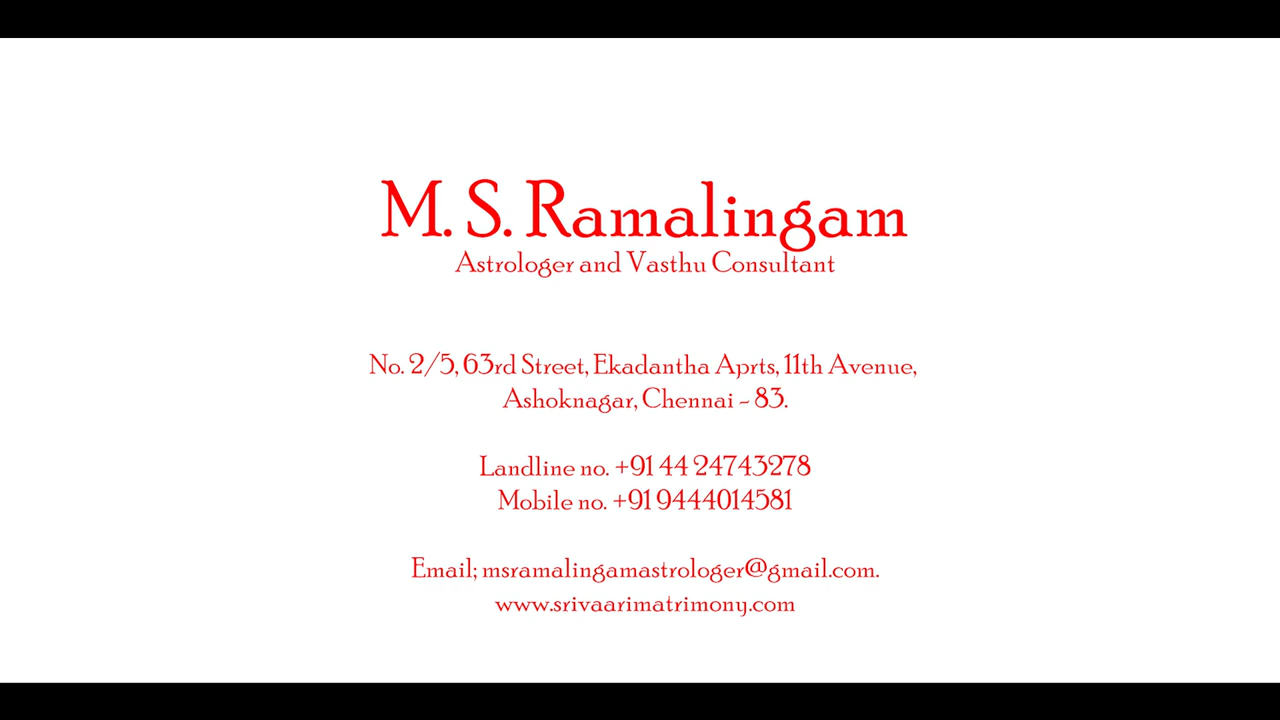 M. S. Ramalingam
Astrologer and Vasthu Consultant
No. 2/5, 63rd Street, Ekadantha Aprts, 11th Avenue,
Ashoknagar, Chennai - 83.
Landline no. +91 44 24743278
Mobile no. +91 9444014581
Email; msramalingamastrologer@gmail.com.
www.srivaarimatrimony.com